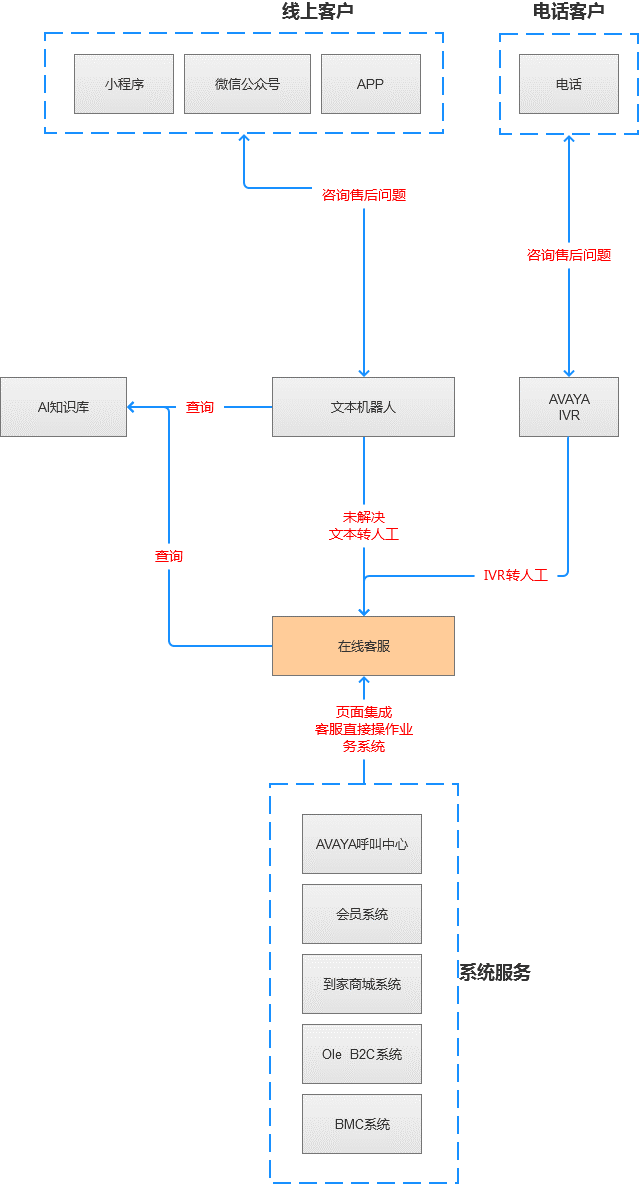 线上客户
电话客户
小程序
微信公众号
APP
电话
咨询售后问题
咨询售后问题
AI知识库
查询
文本机器人
AVAYA
IVR
未解决
文本转人工
查询
IVR转人工
在线客服
页面集成
客服直接操作业
务系统
AVAYA呼叫中心
会员系统
系统服务
到家商城系统
Ole B2C系统
BMC系统